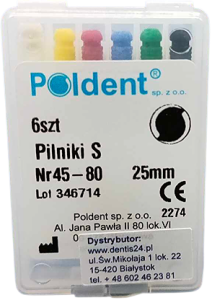 Poldent®
sp. z o.o.
6szt
Pilniki S
Nr45-80 25mm
Lot 346714 CE
Poldent sp. z o.o. 2274
Al. Jana Pawła II 80 lok.VI
Dystrybutor:
www.dentis24.pl
ul.Św.Mikołaja 1 lok. 22
15-420 Białystok
tel + 48 602 46 23 81